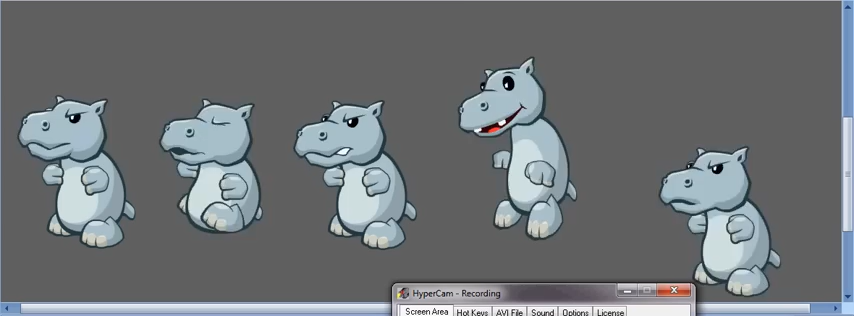 HyperCam - Recording
Screen Area Hot Keys AVI File Sound Options License